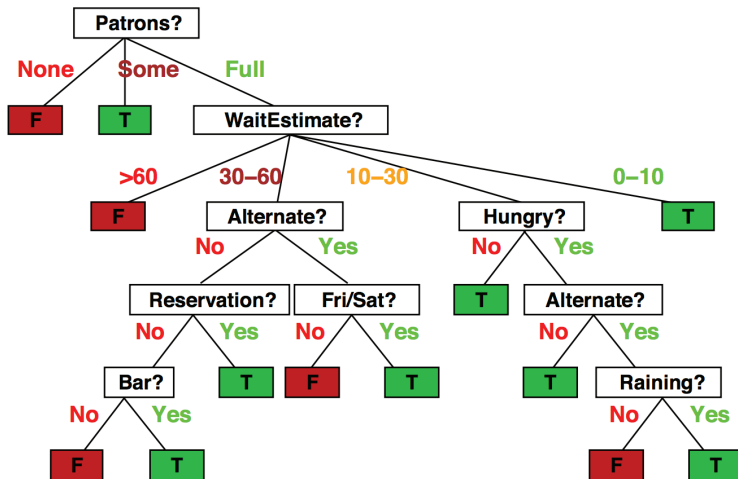 Patrons?
None Some Full
F T WaitEstimate?
>60 30–60 10–30 0–10
F Alternate? Hungry? T
No Yes No Yes
Reservation? Fri/Sat? T Alternate?
No Yes No Yes No Yes
Bar? T F T T Raining?
No Yes No Yes
F T F T